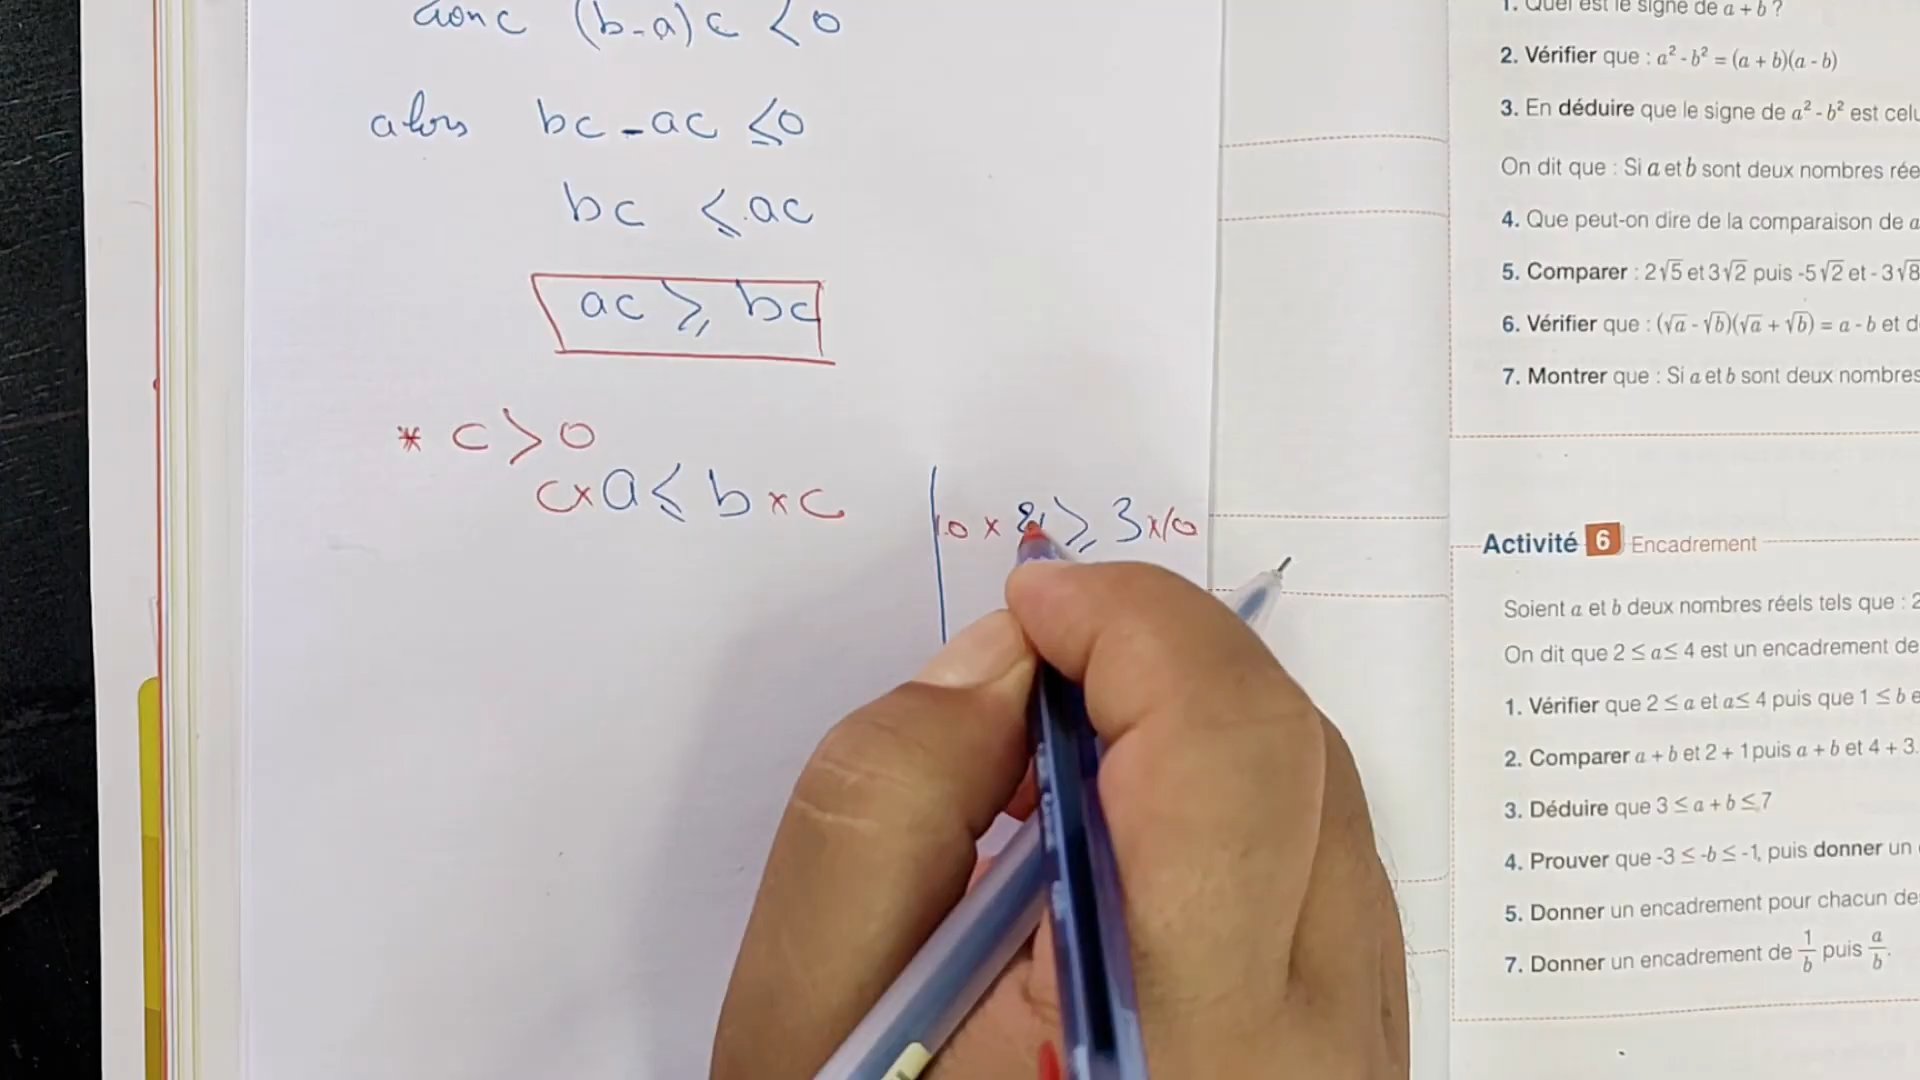 donc (b-a)c < 0
alors bc - ac ≤ 0
bc ≤ ac
ac ≥ bc
* c > 0
c×a ≤ b×c
10 × ≥ 3×10
1. Quel est le signe de a + b ?
2. Vérifier que : a² - b² = (a + b)(a - b)
3. En déduire que le signe de a² - b² est
On dit que : Si a et b sont deux nombres
4. Que peut-on dire de la comparaison de a
5. Comparer : 2√5 et 3√2 puis -5√2 et - 3√8
6. Vérifier que : (√a - √b)(√a + √b) = a - b et
7. Montrer que : Si a et b sont deux nombres
Activité 6 Encadrement
Soient a et b deux nombres réels tels que : 2
On dit que 2 ≤ a ≤ 4 est un encadrement de
1. Vérifier que 2 ≤ a et a ≤ 4 puis que 1 ≤ b
2. Comparer a + b et 2 + 1 puis a + b et 4 + 3.
3. Déduire que 3 ≤ a + b ≤ 7
4. Prouver que -3 ≤ -b ≤ -1, puis donner un
5. Donner un encadrement pour chacun
7. Donner un encadrement de 1/b puis a/b.